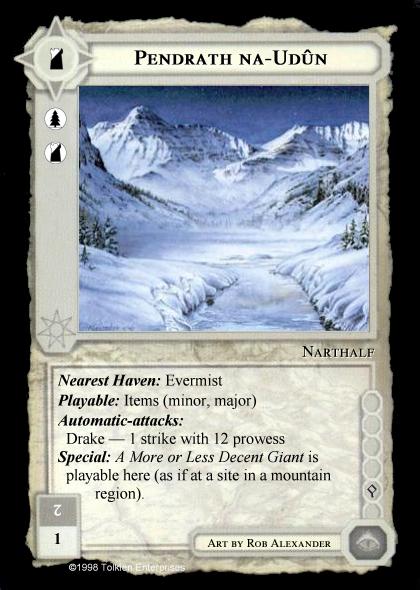 Pendrath na-Udûn
Narthalf
Nearest Haven: Evermist
Playable: Items (minor, major)
Automatic-attacks:
Drake — 1 strike with 12 prowess
Special: A More or Less Decent Giant is
playable here (as if at a site in a mountain
region).
2
1
Art by Rob Alexander
©1998 Tolkien Enterprises